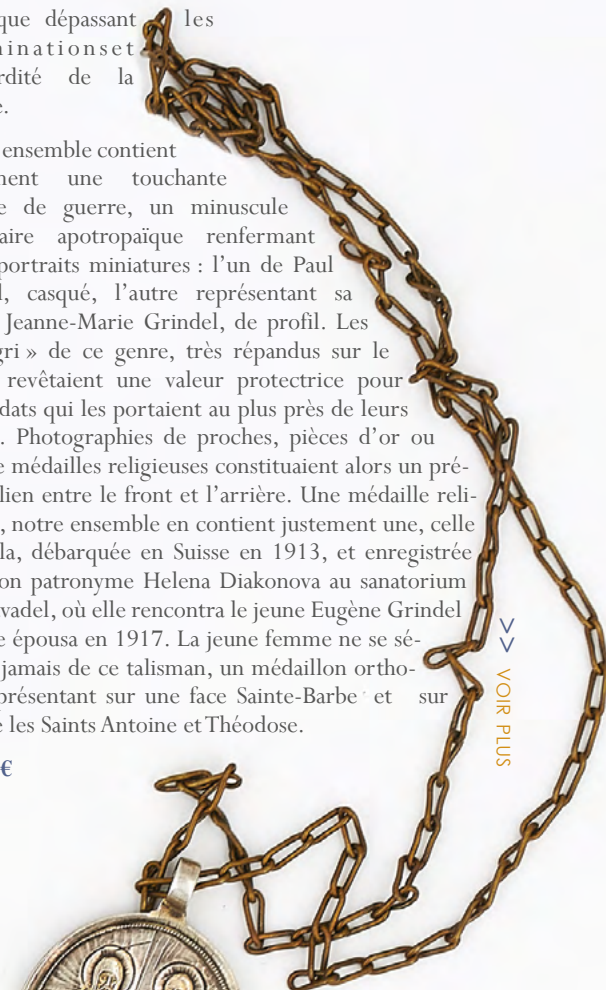 que dépassant les
minationset
rdité de la
e.
ensemble contient
ment une touchante
e de guerre, un minuscule
aire apotropaïque renfermant
portraits miniatures : l’un de Paul
l, casqué, l’autre représentant sa
Jeanne-Marie Grindel, de profil. Les
gri » de ce genre, très répandus sur le
revêtaient une valeur protectrice pour
dats qui les portaient au plus près de leurs
. Photographies de proches, pièces d’or ou
e médailles religieuses constituaient alors un pré-
lien entre le front et l’arrière. Une médaille reli-
, notre ensemble en contient justement une, celle
la, débarquée en Suisse en 1913, et enregistrée
on patronyme Helena Diakonova au sanatorium
avadel, où elle rencontra le jeune Eugène Grindel
e épousa en 1917. La jeune femme ne se sé-
jamais de ce talisman, un médaillon ortho-
présentant sur une face Sainte-Barbe et sur
e les Saints Antoine et Théodose.
€
>> VOIR PLUS